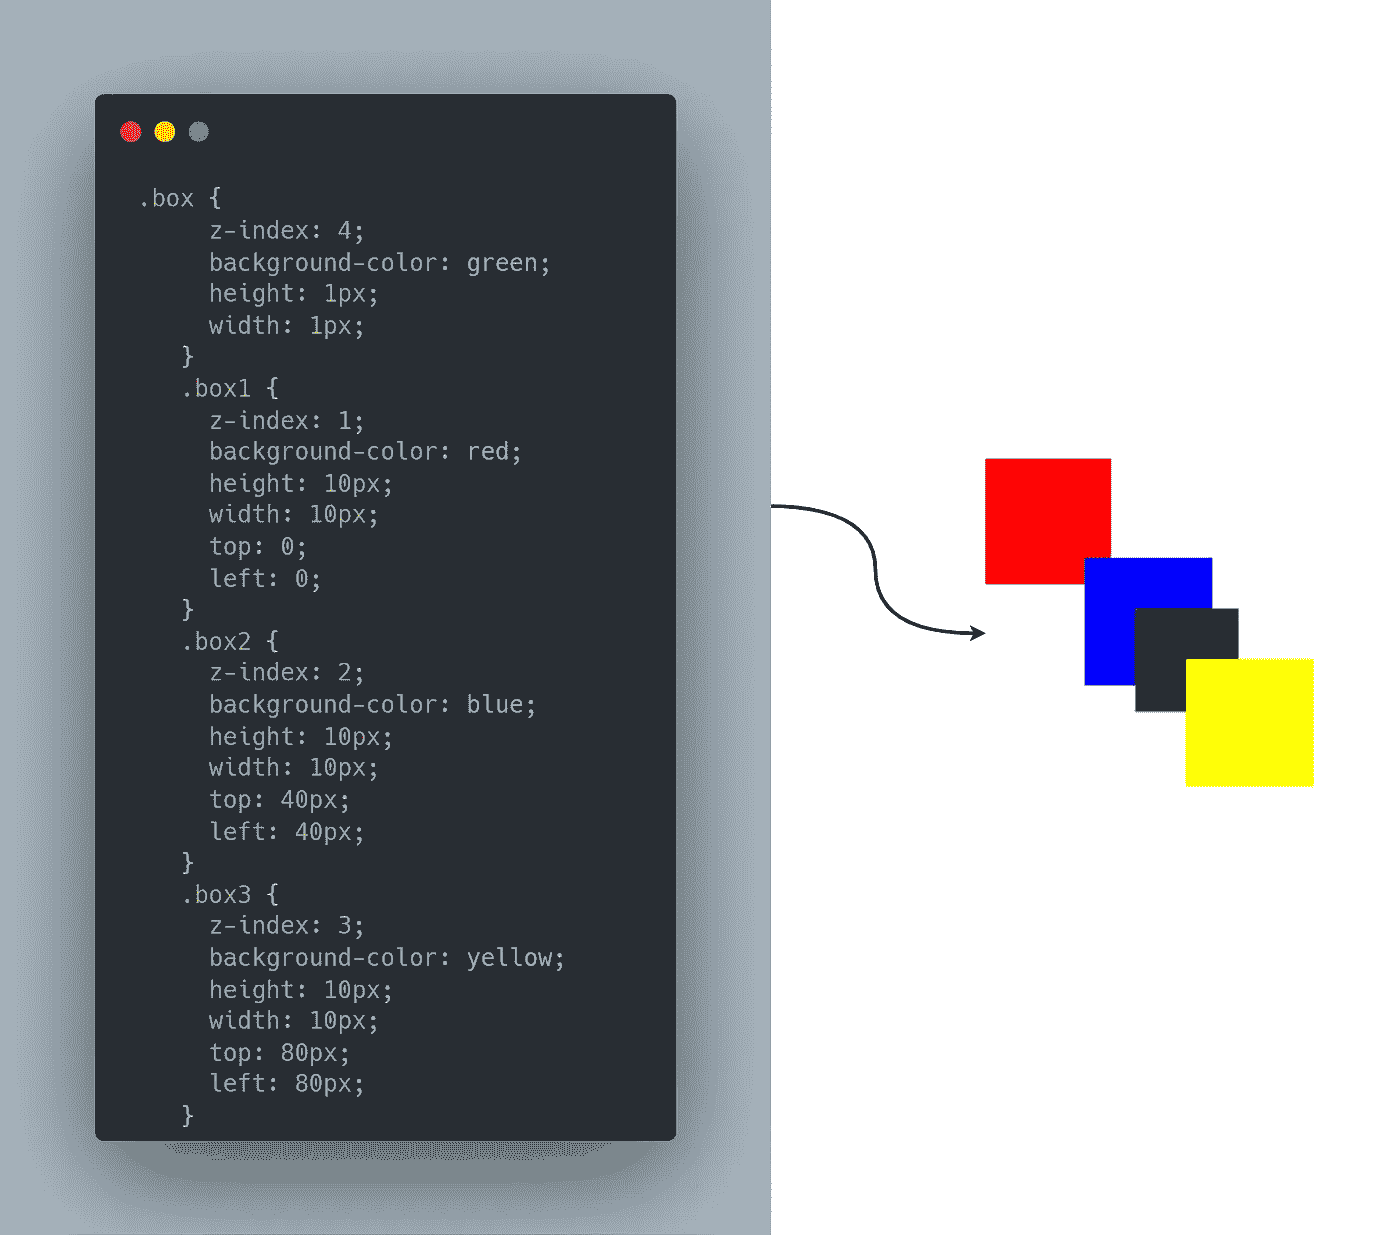 .box {
z-index: 4;
background-color: green;
height: 1px;
width: 1px;
}
.box1 {
z-index: 1;
background-color: red;
height: 10px;
width: 10px;
top: 0;
left: 0;
}
.box2 {
z-index: 2;
background-color: blue;
height: 10px;
width: 10px;
top: 40px;
left: 40px;
}
.box3 {
z-index: 3;
background-color: yellow;
height: 10px;
width: 10px;
top: 80px;
left: 80px;
}